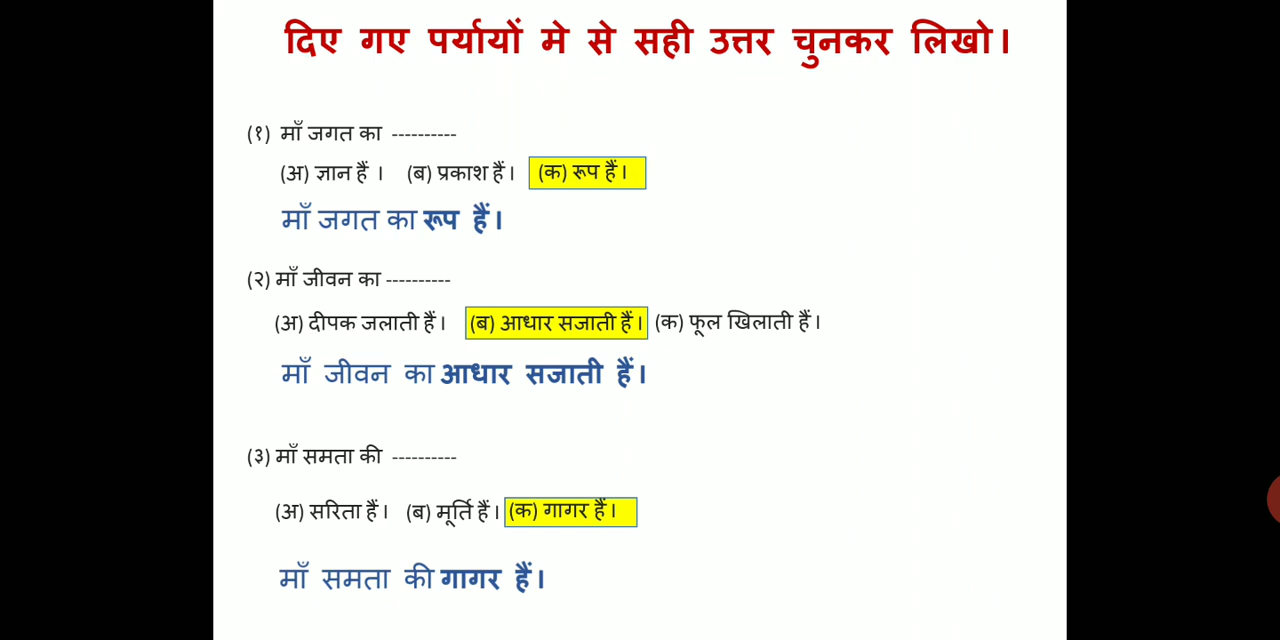 दिए गए पर्यायों मे से सही उत्तर चुनकर लिखो।
(१) माँ जगत का ----------
(अ) ज्ञान हैं । (ब) प्रकाश हैं। (क) रूप हैं।
माँ जगत का रूप हैं।
(२) माँ जीवन का ----------
(अ) दीपक जलाती हैं। (ब) आधार सजाती हैं। (क) फूल खिलाती हैं।
माँ जीवन का आधार सजाती हैं।
(३) माँ समता की ----------
(अ) सरिता हैं। (ब) मूर्ति हैं। (क) गागर हैं।
माँ समता की गागर हैं।